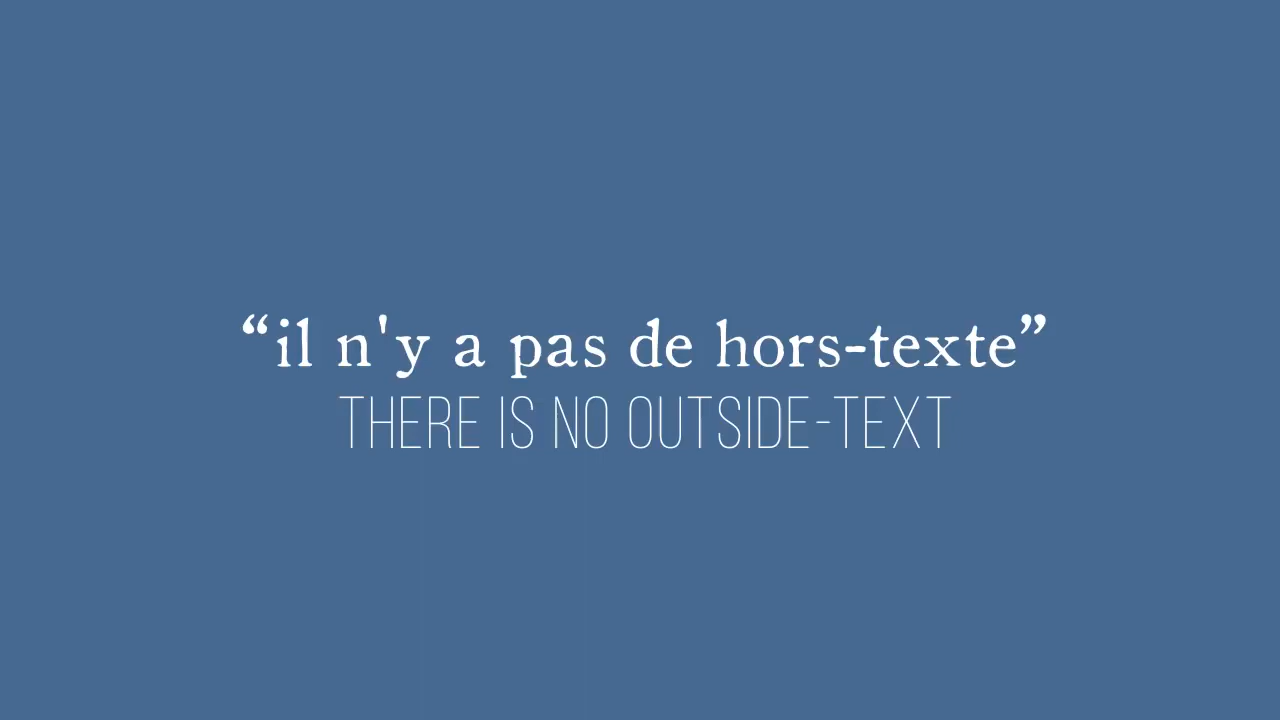 “il n'y a pas de hors-texte”
THERE IS NO OUTSIDE-TEXT